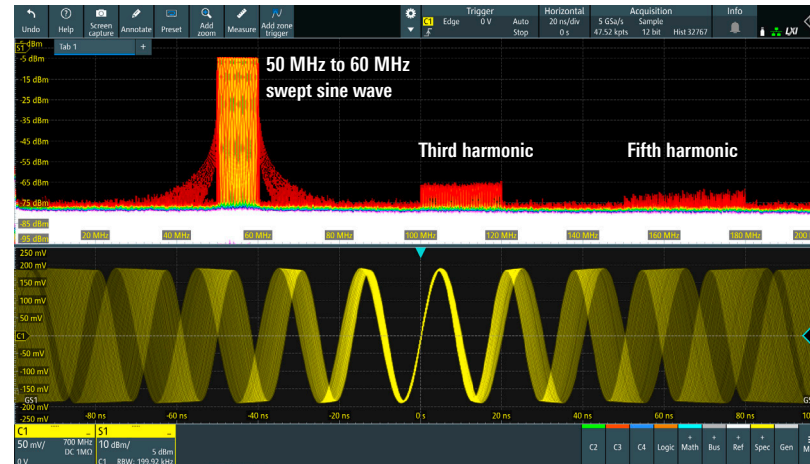 Undo
Help
Screen capture
Annotate
Preset
Add zoom
Measure
Add zone trigger
Trigger
C1 Edge 0 V Auto
Stop
Horizontal
20 ns/div
0 s
Acquisition
5 GSa/s Sample
47.52 kpts 12 bit Hist 32767
Info
LXI
S1
Tab 1 +
-5 dBm
-15 dBm
-25 dBm
-35 dBm
-45 dBm
-55 dBm
-65 dBm
-75 dBm
-85 dBm
-95 dBm
50 MHz to 60 MHz
swept sine wave
Third harmonic
Fifth harmonic
20 MHz
40 MHz
60 MHz
80 MHz
100 MHz
120 MHz
140 MHz
160 MHz
180 MHz
200
250 mV
200 mV
150 mV
100 mV
50 mV
C1
-50 mV
-100 mV
-150 mV
GS1
-200 mV
-250 mV
-80 ns
-60 ns
-40 ns
-20 ns
0 s
20 ns
40 ns
60 ns
80 ns
C1
50 mV/ 700 MHz
DC 1MΩ
0 V
S1
10 dBm/
5 dBm
C1 RBW: 199.92 kHz
C2
C3
C4
Logic
+ Math
+ Bus
+ Ref
+ Spec
Gen